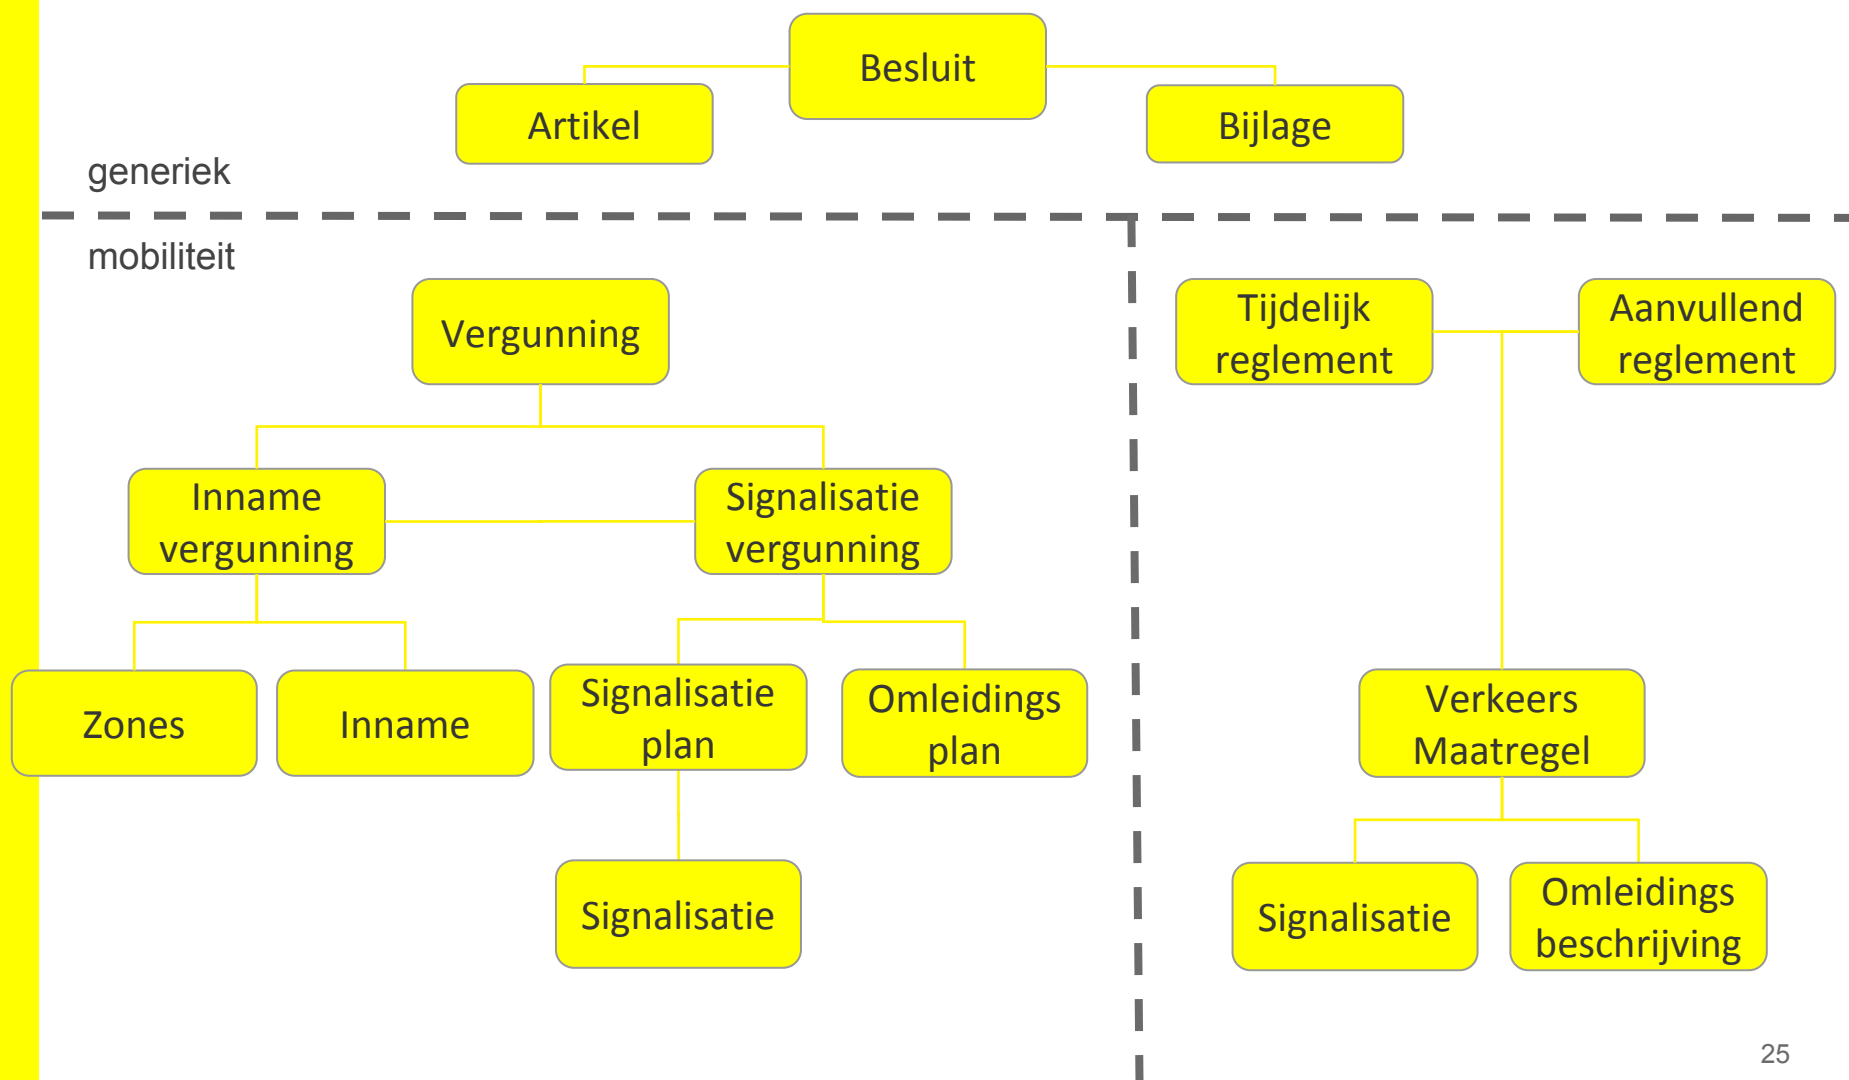 Besluit
Artikel
Bijlage
generiek
mobiliteit
Vergunning
Inname
vergunning
Signalisatie
vergunning
Zones
Inname
Signalisatie
plan
Omleidings
plan
Signalisatie
Tijdelijk
reglement
Aanvullend
reglement
Verkeers
Maatregel
Signalisatie
Omleidings
beschrijving
25